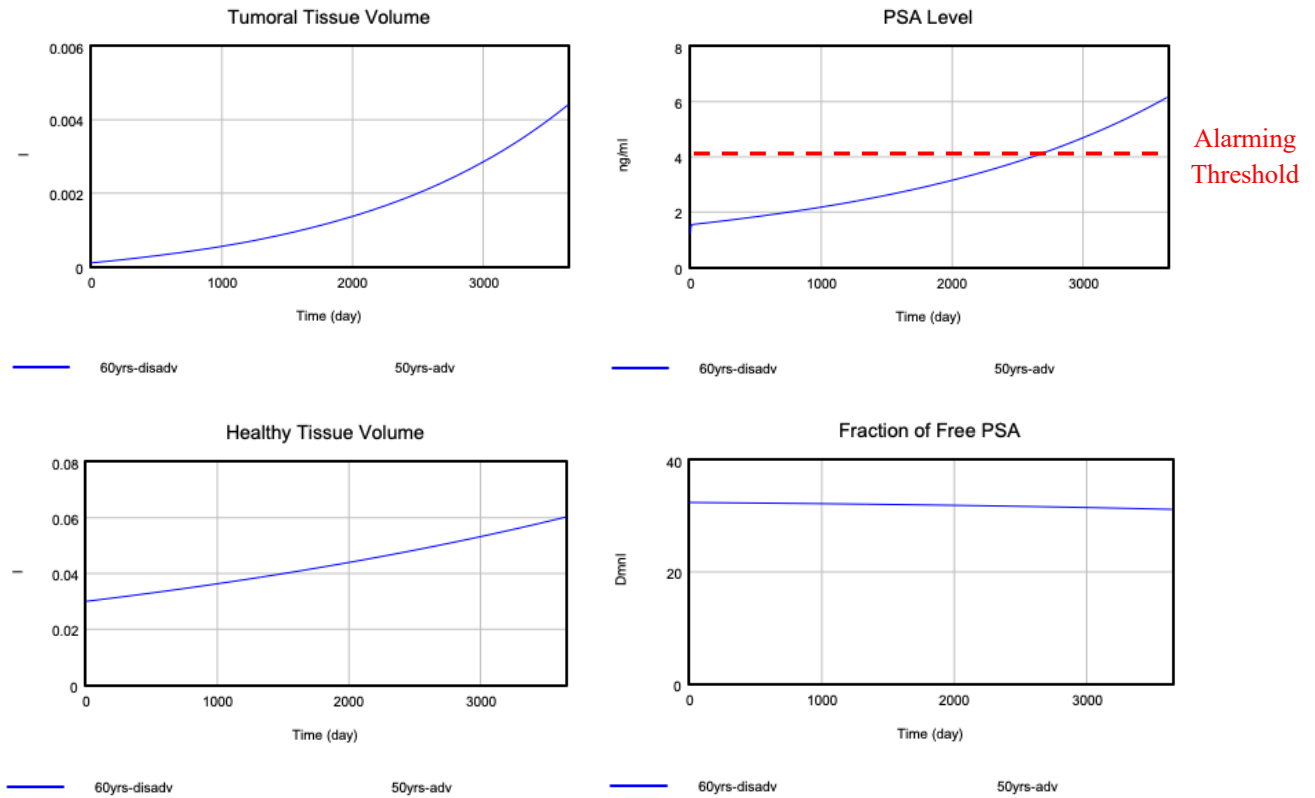 Tumoral Tissue Volume
0.006
0.004
0.002
0
l
0 1000 2000 3000
Time (day)
60yrs-disadv 50yrs-adv
PSA Level
8
6
4
2
0
ng/ml
0 1000 2000 3000
Time (day)
60yrs-disadv 50yrs-adv
Alarming
Threshold
Healthy Tissue Volume
0.08
0.06
0.04
0.02
0
l
0 1000 2000 3000
Time (day)
60yrs-disadv 50yrs-adv
Fraction of Free PSA
40
20
0
Dmnl
0 1000 2000 3000
Time (day)
60yrs-disadv 50yrs-adv